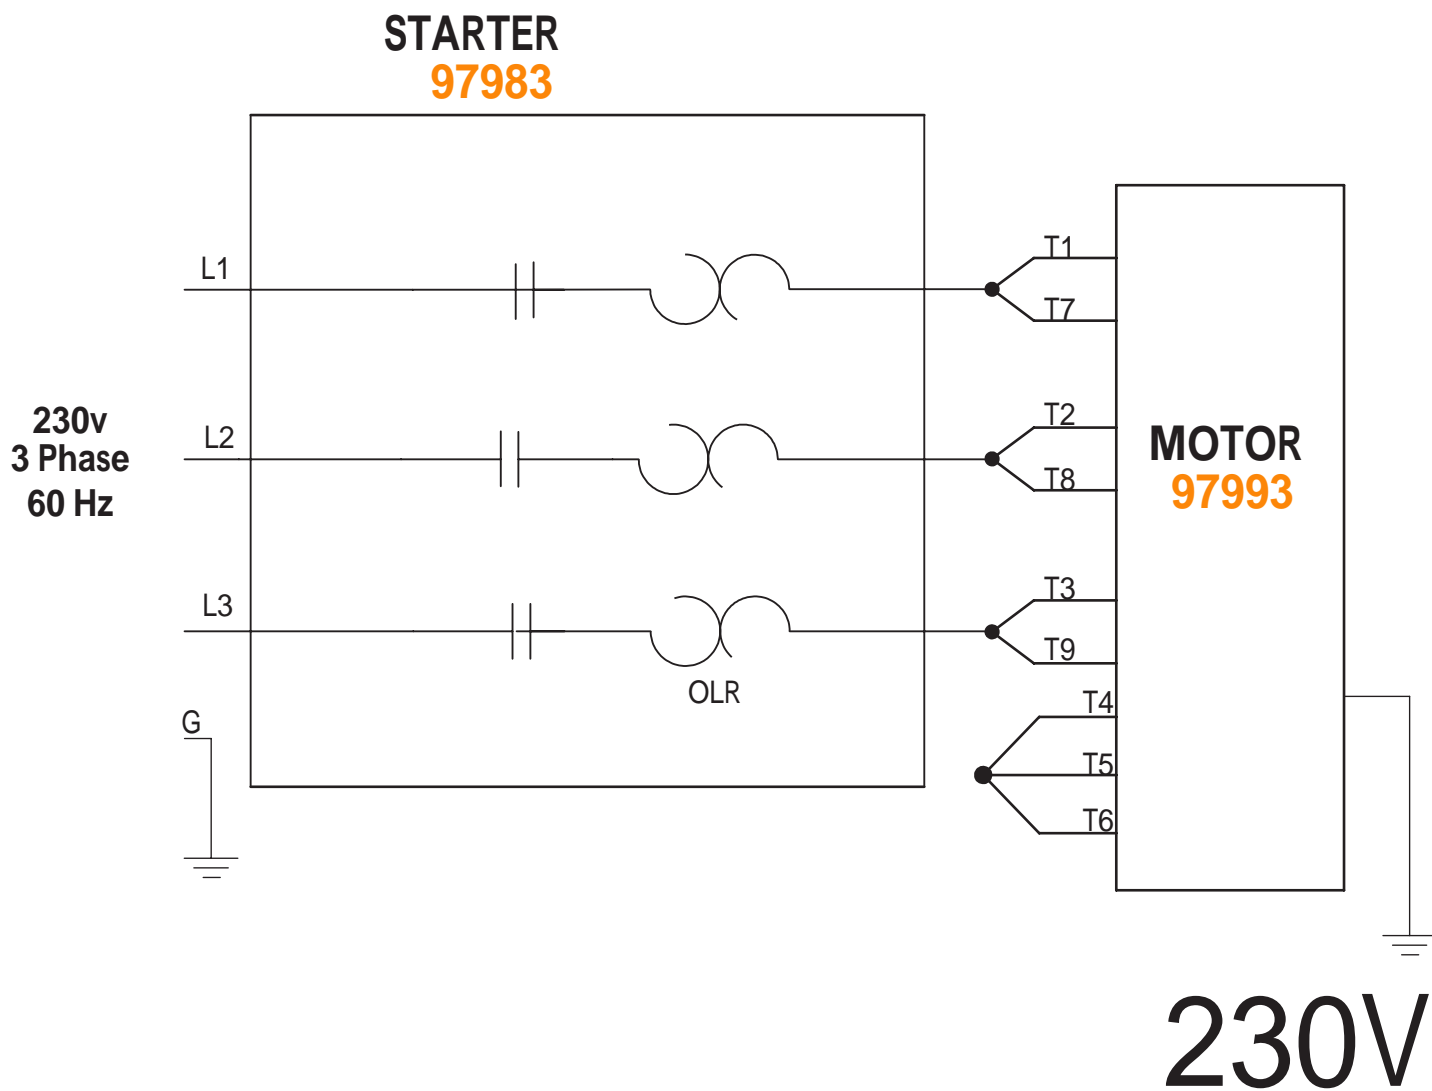 STARTER
97983
L1
T1
T7
230v
3 Phase
60 Hz
L2
T2
T8
MOTOR
97993
L3
T3
T9
OLR
G
T4
T5
T6
230V